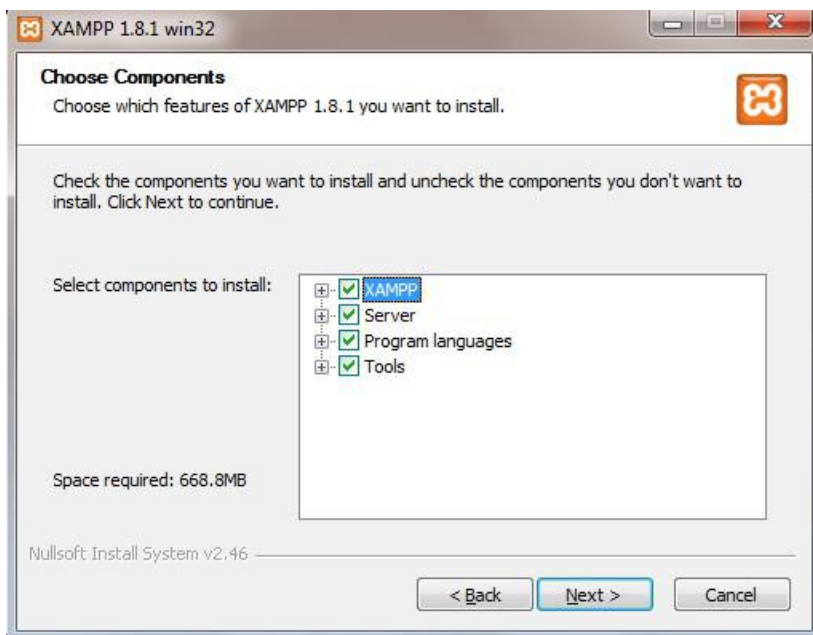 XAMPP 1.8.1 win32
Choose Components
Choose which features of XAMPP 1.8.1 you want to install.
Check the components you want to install and uncheck the components you don't want to
install. Click Next to continue.
Select components to install:
XAMPP
Server
Program languages
Tools
Space required: 668.8MB
Nullsoft Install System v2.46
< Back
Next >
Cancel